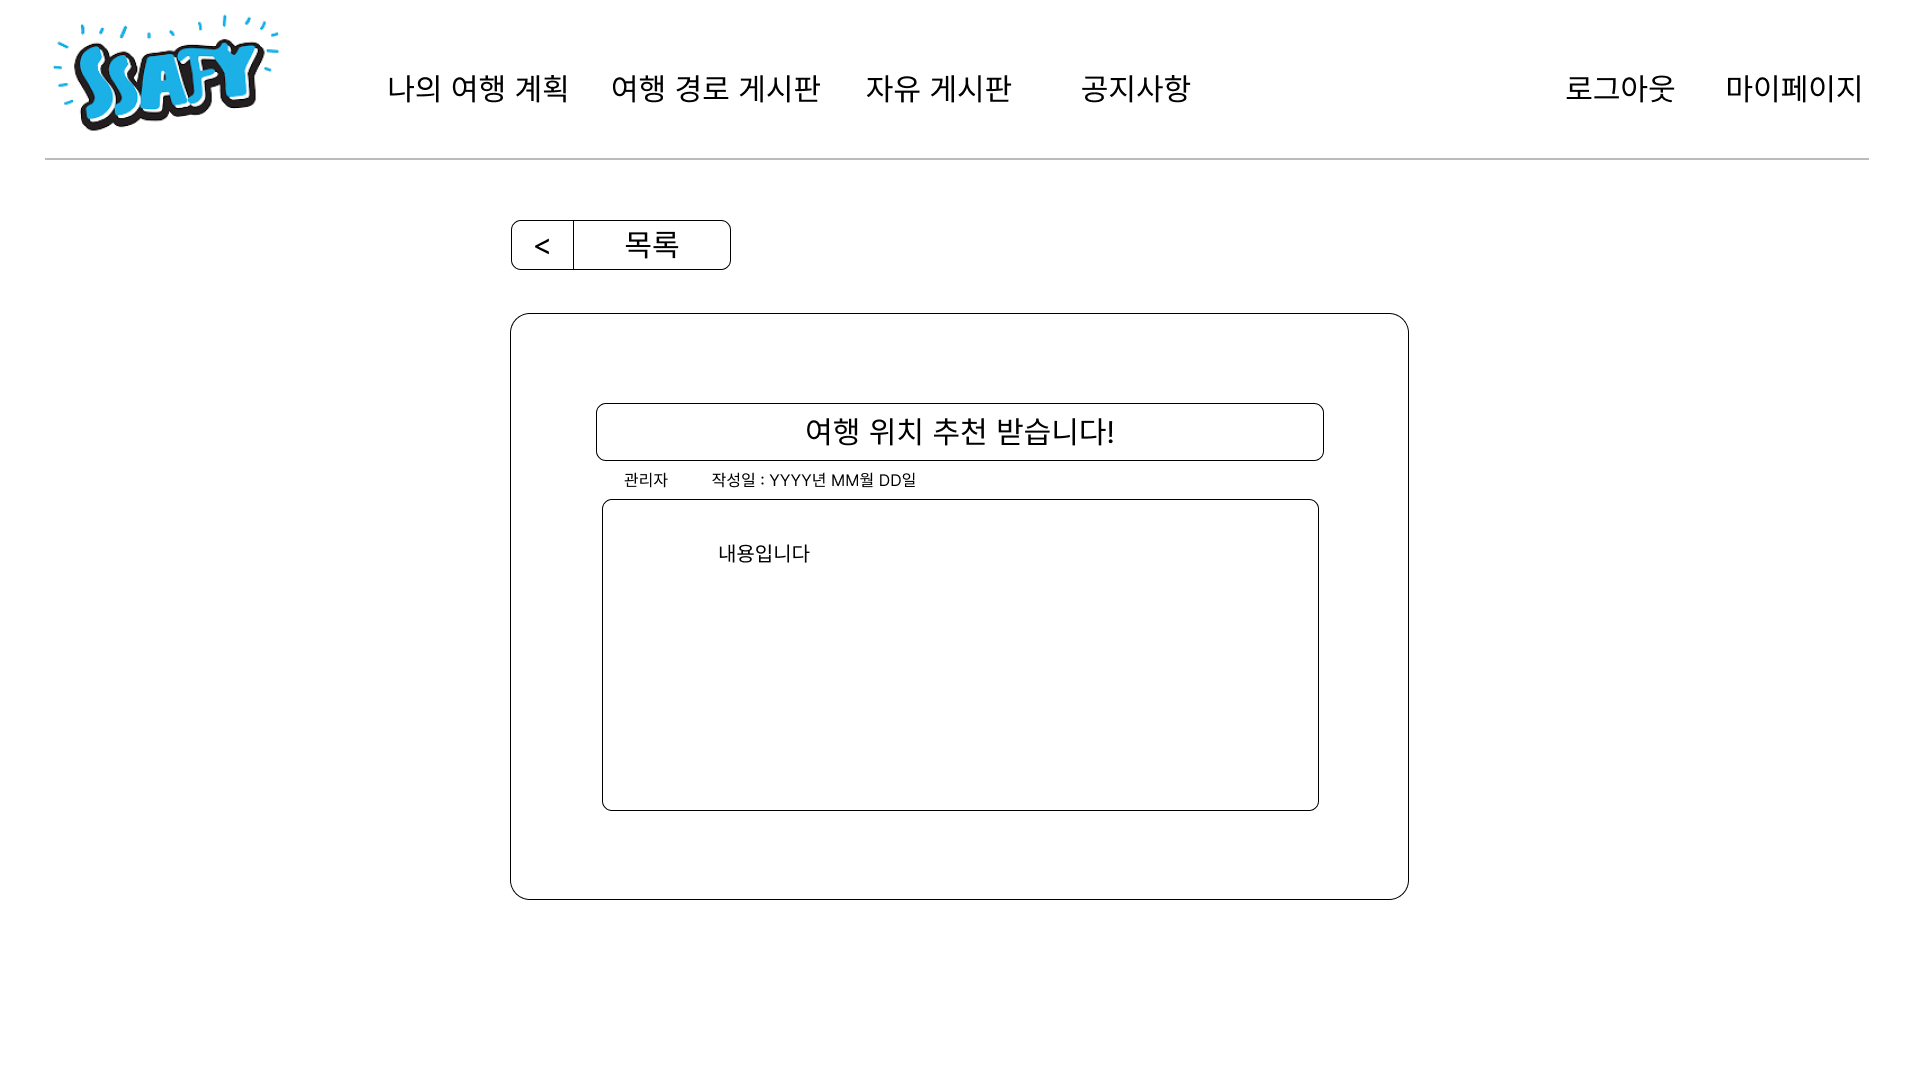 SSAFY
나의 여행 계획 여행 경로 게시판 자유 게시판 공지사항 로그아웃 마이페이지
< 목록
여행 위치 추천 받습니다!
관리자 작성일 : YYYY년 MM월 DD일
내용입니다